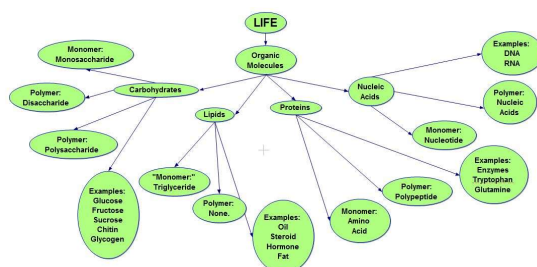 LIFE
Organic
Molecules
Monomer:
Monosaccharide
Carbohydrates
Polymer:
Disaccharide
Polymer:
Polysaccharide
Examples:
Glucose
Fructose
Sucrose
Chitin
Glycogen
Lipids
"Monomer:"
Triglyceride
Polymer:
None.
Examples:
Oil
Steroid
Hormone
Fat
Proteins
Monomer:
Amino
Acid
Polymer:
Polypeptide
Examples:
Enzymes
Tryptophan
Glutamine
Nucleic
Acids
Examples:
DNA
RNA
Polymer:
Nucleic
Acids
Monomer:
Nucleotide